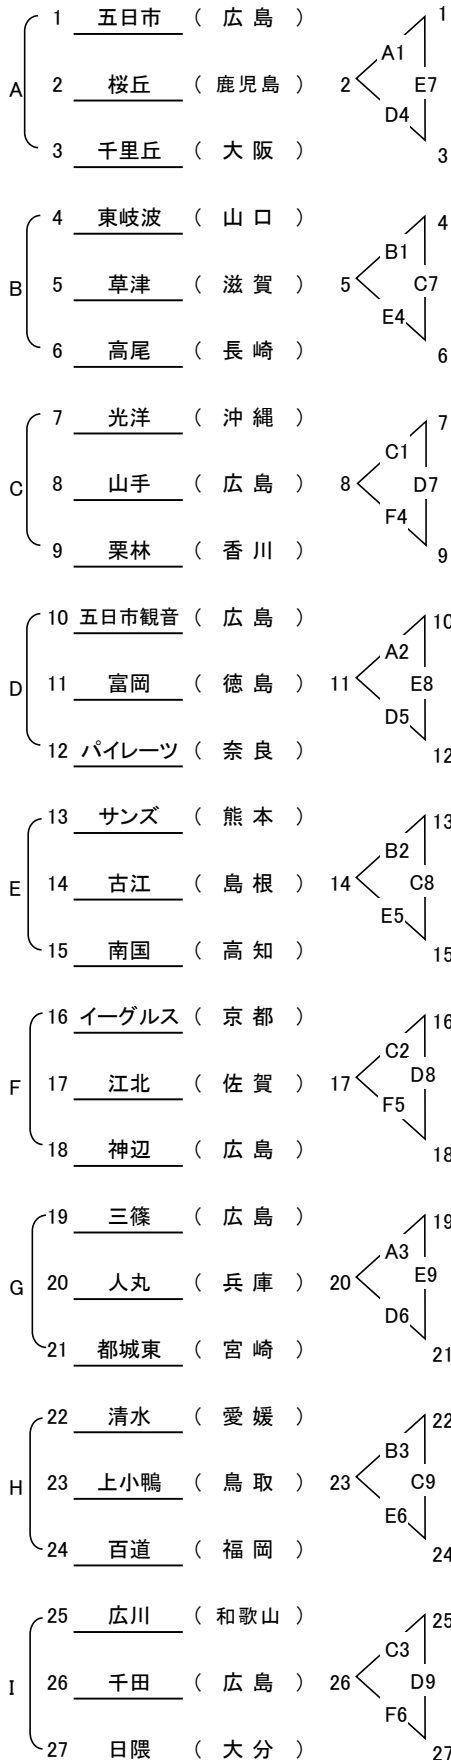 1 五日市 ( 広 島 ) 1
A1
A 2 桜丘 ( 鹿児島 ) 2 E7
D4
3 千里丘 ( 大 阪 ) 3
4 東岐波 ( 山 口 ) 4
B1
B 5 草津 ( 滋 賀 ) 5 C7
E4
6 高尾 ( 長 崎 ) 6
7 光洋 ( 沖 縄 ) 7
C1
C 8 山手 ( 広 島 ) 8 D7
F4
9 栗林 ( 香 川 ) 9
10 五日市観音 ( 広 島 ) 10
A2
D 11 富岡 ( 徳 島 ) 11 E8
D5
12 パイレーツ ( 奈 良 ) 12
13 サンズ ( 熊 本 ) 13
B2
E 14 古江 ( 島 根 ) 14 C8
E5
15 南国 ( 高 知 ) 15
16 イーグルス ( 京 都 ) 16
C2
F 17 江北 ( 佐 賀 ) 17 D8
F5
18 神辺 ( 広 島 ) 18
19 三篠 ( 広 島 ) 19
A3
G 20 人丸 ( 兵 庫 ) 20 E9
D6
21 都城東 ( 宮 崎 ) 21
22 清水 ( 愛 媛 ) 22
B3
H 23 上小鴨 ( 鳥 取 ) 23 C9
E6
24 百道 ( 福 岡 ) 24
25 広川 ( 和歌山 ) 25
C3
I 26 千田 ( 広 島 ) 26 D9
F6
27 日隈 ( 大 分 ) 27